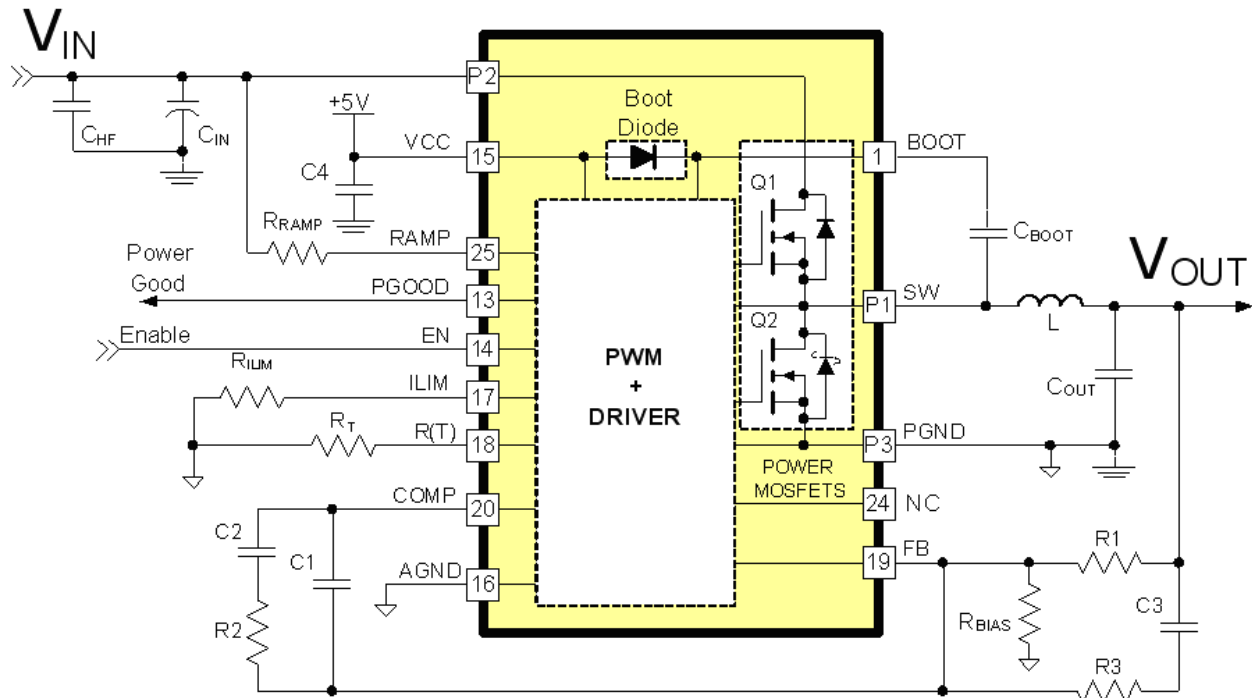 VIN
CHF
CIN
+5V
C4
VCC
15
P2
Boot
Diode
1
BOOT
CBOOT
Q1
RRAMP
RAMP
25
Power
Good
PGOOD
13
Enable
EN
14
RILIM
ILIM
17
RT
R(T)
18
PWM
+
DRIVER
Q2
P1
SW
L
VOUT
COUT
P3
PGND
POWER
MOSFETS
24
NC
19
FB
COMP
20
C2
C1
AGND
16
R2
R1
RBIAS
C3
R3